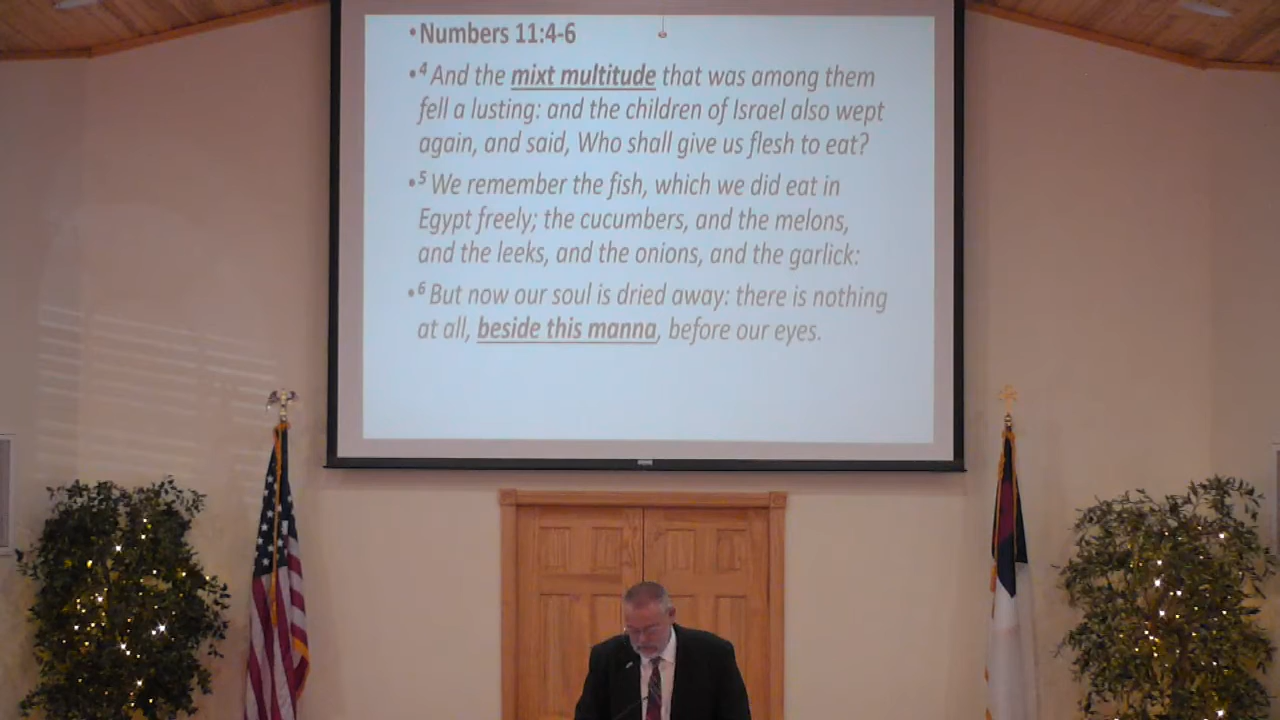 •Numbers 11:4-6
•4 And the mixt multitude that was among them
fell a lusting: and the children of Israel also wept
again, and said, Who shall give us flesh to eat?
•5 We remember the fish, which we did eat in
Egypt freely; the cucumbers, and the melons,
and the leeks, and the onions, and the garlick:
•6 But now our soul is dried away: there is nothing
at all, beside this manna, before our eyes.